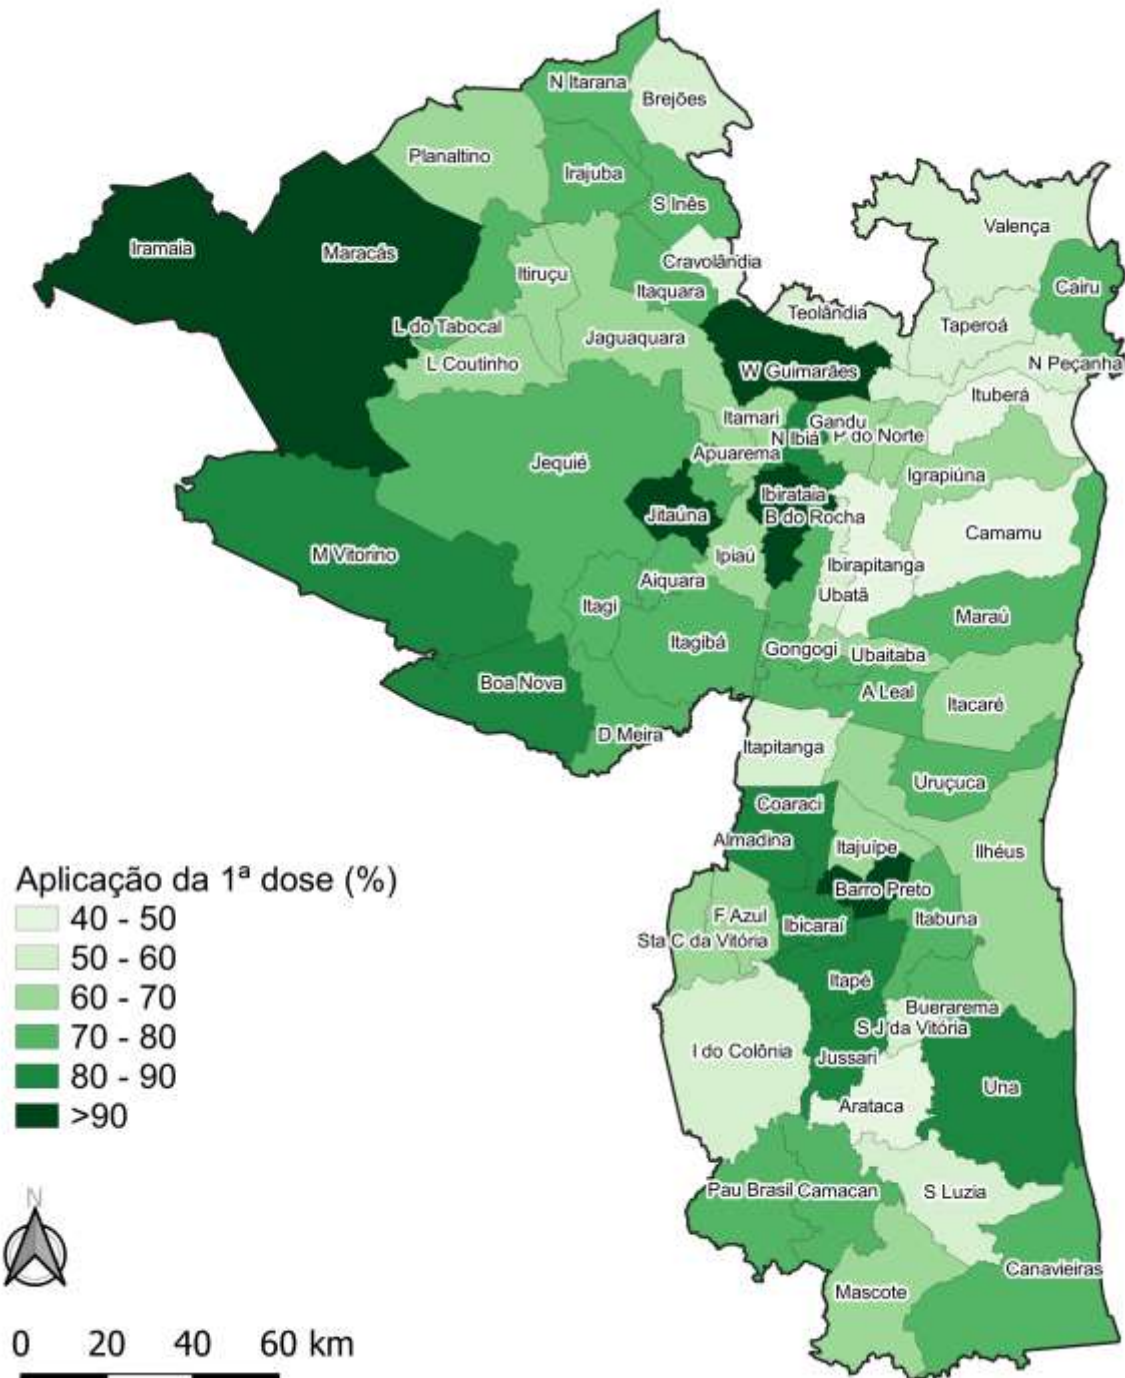 N Itarana
Brejões
Planaltino
Irajuba
S Inês
Valença
Iramaia
Maracás
Cravolândia
Itiruçu
Itaquara
Cairu
Teolândia
Taperoá
L do Tabocal
Jaguaquara
L Coutinho
N Peçanha
W Guimarães
Ituberá
Itamari
Gandu
N Ibiá
P do Norte
Apuarema
Jequié
Igrapiúna
Ibirataia
Jitaúna
B do Rocha
Camamu
M Vitorino
Ipiaú
Ibirapitanga
Aiquara
Ubatã
Itagi
Maraú
Itagibá
Gongogi
Ubaitaba
Boa Nova
A Leal
Itacaré
D Meira
Itapitanga
Uruçuca
Coaraci
Almadina
Itajuípe
Ilhéus
Barro Preto
F Azul
Ibicaraí
Itabuna
Sta C da Vitória
Itapé
Buerarema
S J da Vitória
I do Colônia
Jussari
Una
Arataca
Pau Brasil
Camacan
S Luzia
Canavieiras
Mascote
Aplicação da 1ª dose (%)
40 - 50
50 - 60
60 - 70
70 - 80
80 - 90
>90
N
0 20 40 60 km